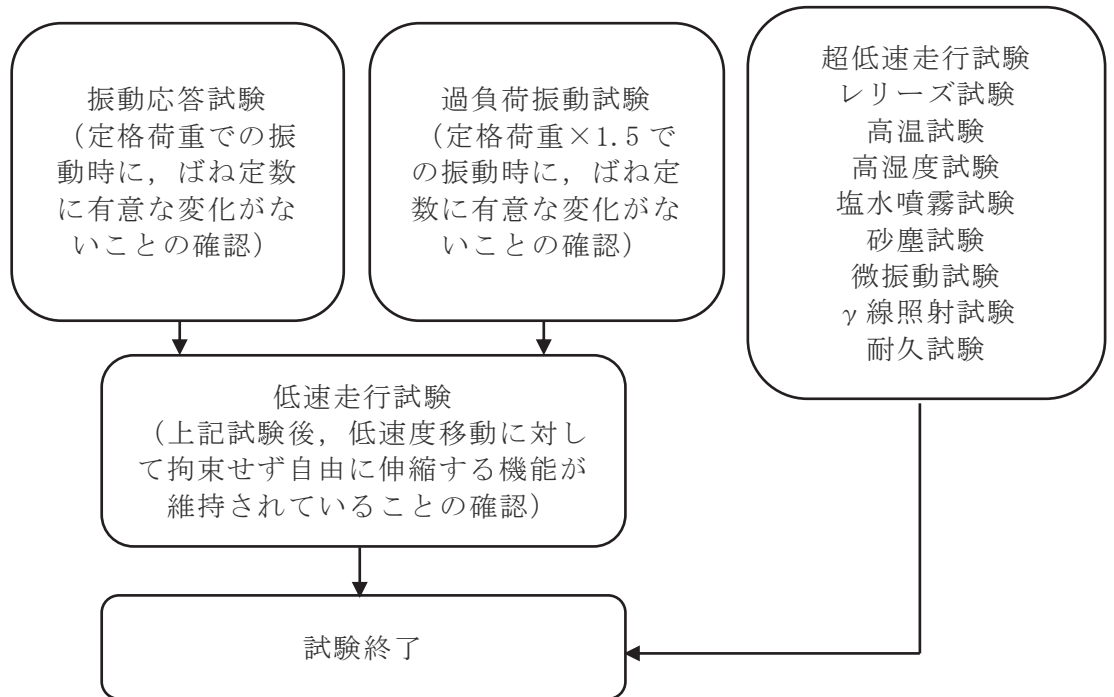 振動応答試験
（定格荷重での振
動時に，ばね定数
に有意な変化がな
いことの確認）
過負荷振動試験
（定格荷重×1.5 で
の振動時に，ばね定
数に有意な変化がな
いことの確認）
超低速走行試験
レリーズ試験
高温試験
高湿度試験
塩水噴霧試験
砂塵試験
微振動試験
γ線照射試験
耐久試験
低速走行試験
（上記試験後，低速度移動に対し
て拘束せず自由に伸縮する機能が
維持されていることの確認）
試験終了